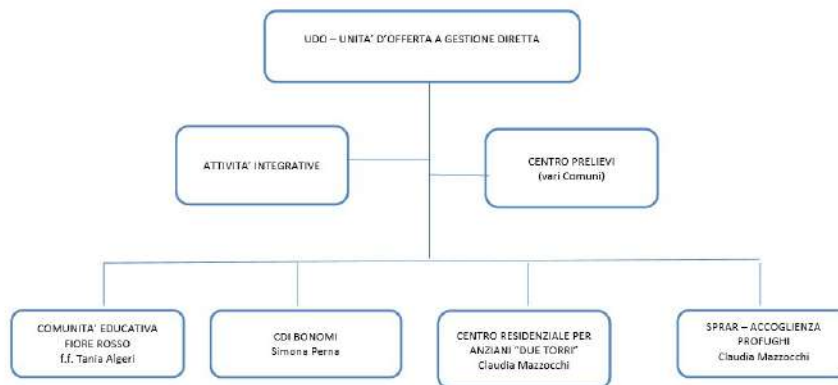 UDO – UNITA' D'OFFERTA A GESTIONE DIRETTA
ATTIVITA' INTEGRATIVE
CENTRO PRELIEVI
(vari Comuni)
COMUNITA' EDUCATIVA
FIORE ROSSO
f.f. Tania Algeri
CDI BONOMI
Simona Perna
CENTRO RESIDENZIALE PER
ANZIANI "DUE TORRI"
Claudia Mazzocchi
SPRAR – ACCOGLIENZA
PROFUGHI
Claudia Mazzocchi